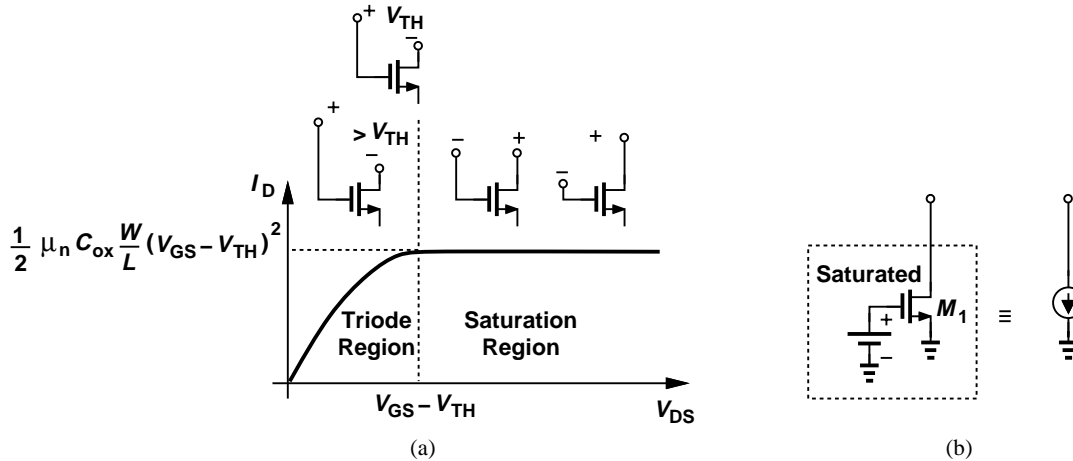 + V_TH
−
+
> V_TH
−
− +
+
−
I_D
1/2 μ_n C_ox W/L (V_GS − V_TH)^2
Triode Region
Saturation Region
V_GS − V_TH
V_DS
(a)
Saturated
+
−
M_1
≡
(b)